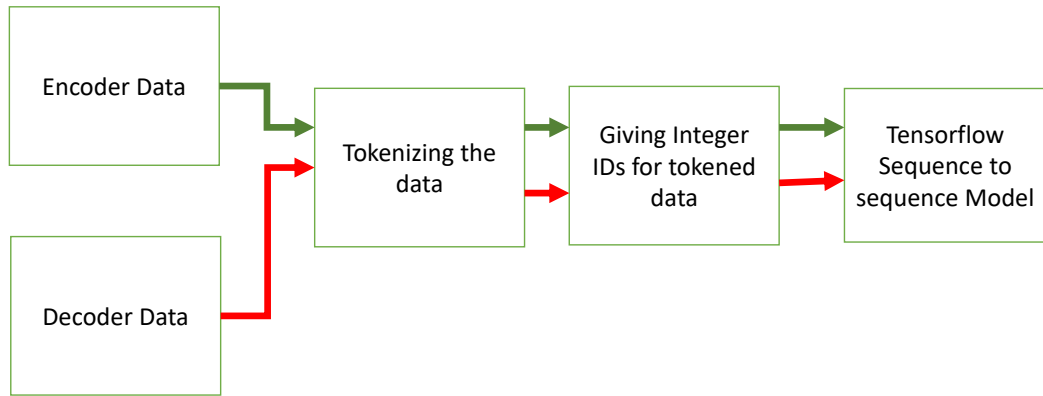 Encoder Data
Decoder Data
Tokenizing the
data
Giving Integer
IDs for tokened
data
Tensorflow
Sequence to
sequence Model